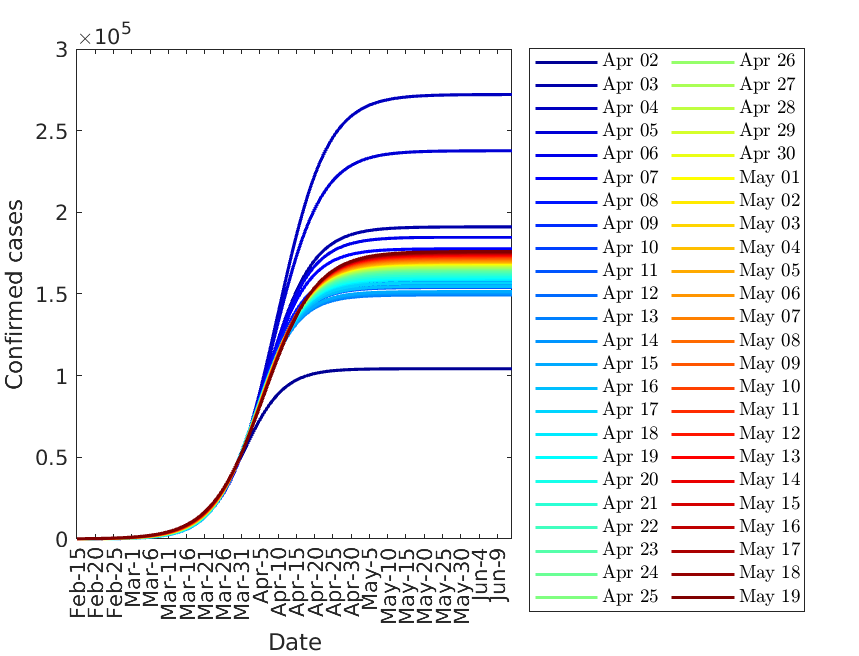 ×10^5
3
2.5
2
1.5
1
0.5
0
Confirmed cases
Feb-15
Feb-20
Feb-25
Mar-1
Mar-6
Mar-11
Mar-16
Mar-21
Mar-26
Mar-31
Apr-5
Apr-10
Apr-15
Apr-20
Apr-25
Apr-30
May-5
May-10
May-15
May-20
May-25
May-30
Jun-4
Jun-9
Date
Apr 02
Apr 03
Apr 04
Apr 05
Apr 06
Apr 07
Apr 08
Apr 09
Apr 10
Apr 11
Apr 12
Apr 13
Apr 14
Apr 15
Apr 16
Apr 17
Apr 18
Apr 19
Apr 20
Apr 21
Apr 22
Apr 23
Apr 24
Apr 25
Apr 26
Apr 27
Apr 28
Apr 29
Apr 30
May 01
May 02
May 03
May 04
May 05
May 06
May 07
May 08
May 09
May 10
May 11
May 12
May 13
May 14
May 15
May 16
May 17
May 18
May 19